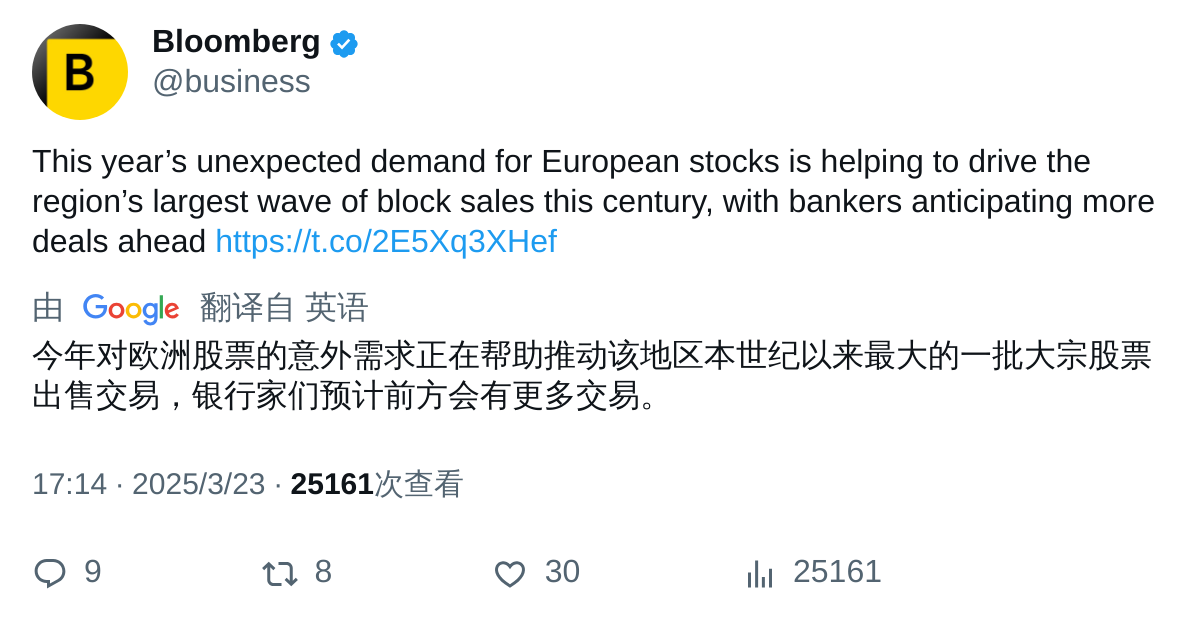 B
Bloomberg
@business
This year’s unexpected demand for European stocks is helping to drive the
region’s largest wave of block sales this century, with bankers anticipating more
deals ahead https://t.co/2E5Xq3XHef
由 Google 翻译自 英语
今年对欧洲股票的意外需求正在帮助推动该地区本世纪以来最大的一批大宗股票
出售交易，银行家们预计前方会有更多交易。
17:14 · 2025/3/23 · 25161次查看
9 8 30 25161